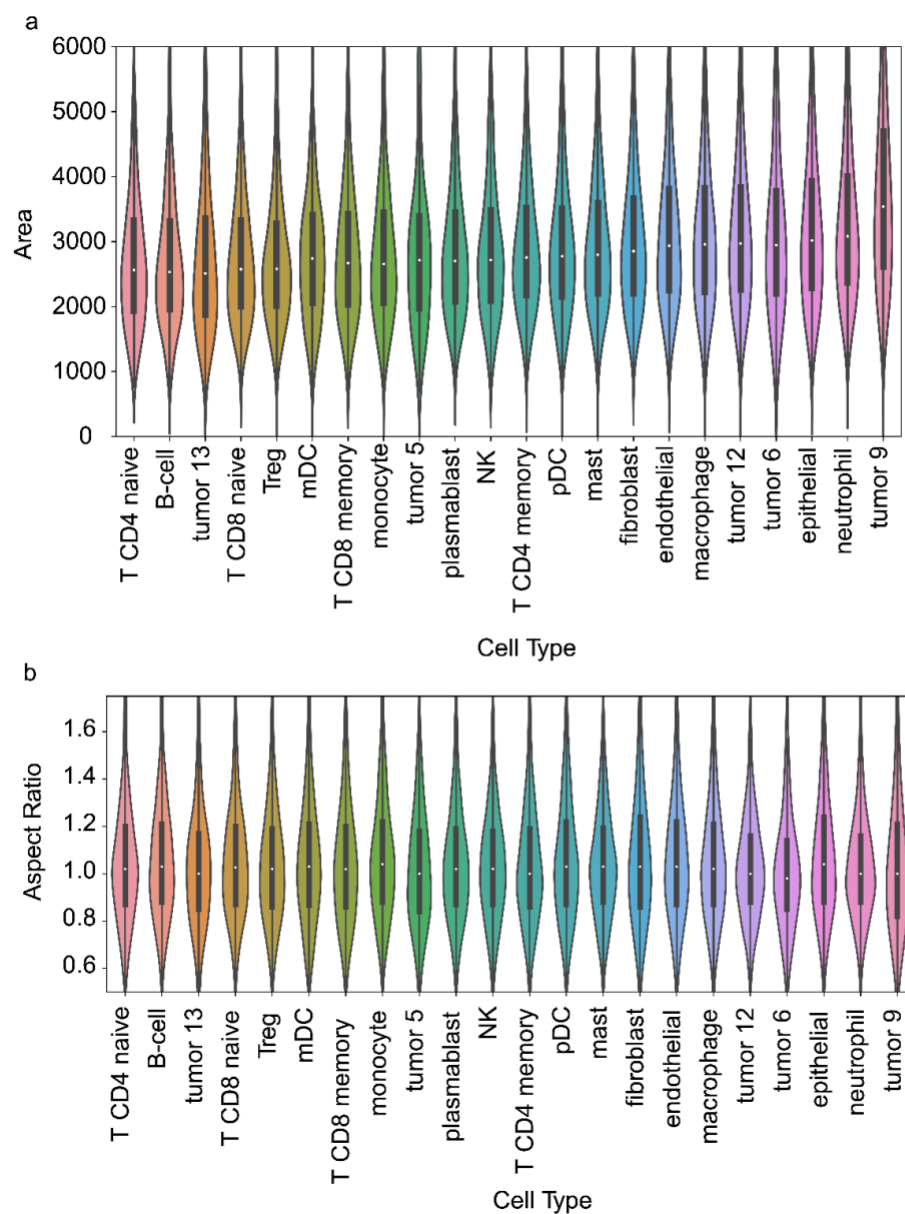 a
6000
5000
4000
3000
2000
1000
0
Area
T CD4 naive
B-cell
tumor 13
T CD8 naive
Treg
mDC
T CD8 memory
monocyte
tumor 5
plasmablast
NK
T CD4 memory
pDC
mast
fibroblast
endothelial
macrophage
tumor 12
tumor 6
epithelial
neutrophil
tumor 9
Cell Type
b
1.6
1.4
1.2
1.0
0.8
0.6
Aspect Ratio
T CD4 naive
B-cell
tumor 13
T CD8 naive
Treg
mDC
T CD8 memory
monocyte
tumor 5
plasmablast
NK
T CD4 memory
pDC
mast
fibroblast
endothelial
macrophage
tumor 12
tumor 6
epithelial
neutrophil
tumor 9
Cell Type